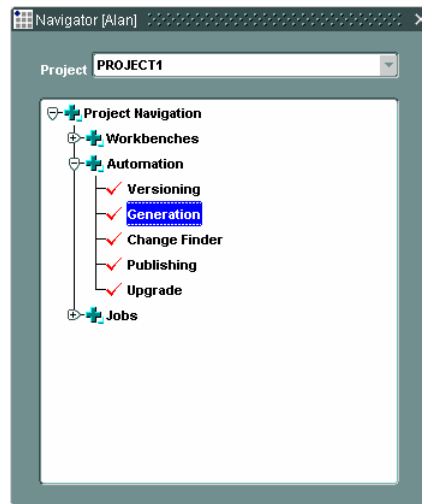 Navigator [Alan]
Project PROJECT1
Project Navigation
Workbenches
Automation
Versioning
Generation
Change Finder
Publishing
Upgrade
Jobs